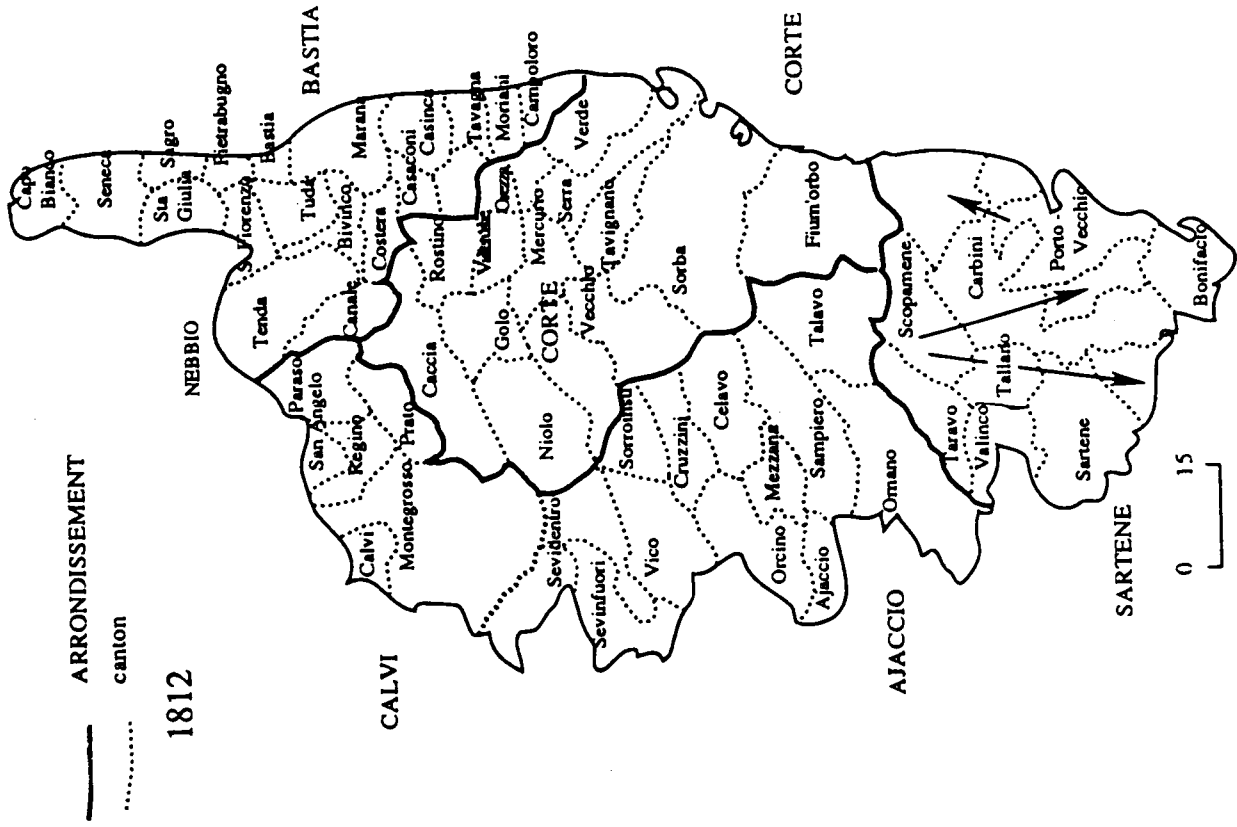 ARRONDISSEMENT
canton
1812
NEBBIO
BASTIA
CALVI
CORTE
AJACCIO
SARTENE
0 15
Capo
Bianco
Seneca
Sagro
Sta
Giulia
Pietrabugno
Bastia
S. Fiorenzo
Tuda
Marana
Bivinco
Costera
Casaconi
Casinca
Tavagna
Moriani
Campoloro
Tenda
Canale
Rostino
Orezza
Verde
Paraso
San Angelo
Regino
Prato
Calvi
Montegrosso
Caccia
Golo
CORTE
Mercurio
Serra
Vecchio
Tavignano
Niolo
Sorba
Fium'orbo
Sevidentro
Sevinfuori
Sorroinsu
Vico
Cruzzini
Celavo
Orcino
Mezzana
Ajaccio
Sampiero
Ornano
Talavo
Scopamene
Carbini
Porto
Vecchio
Taravo
Valinco
Tallano
Sartene
Bonifacio